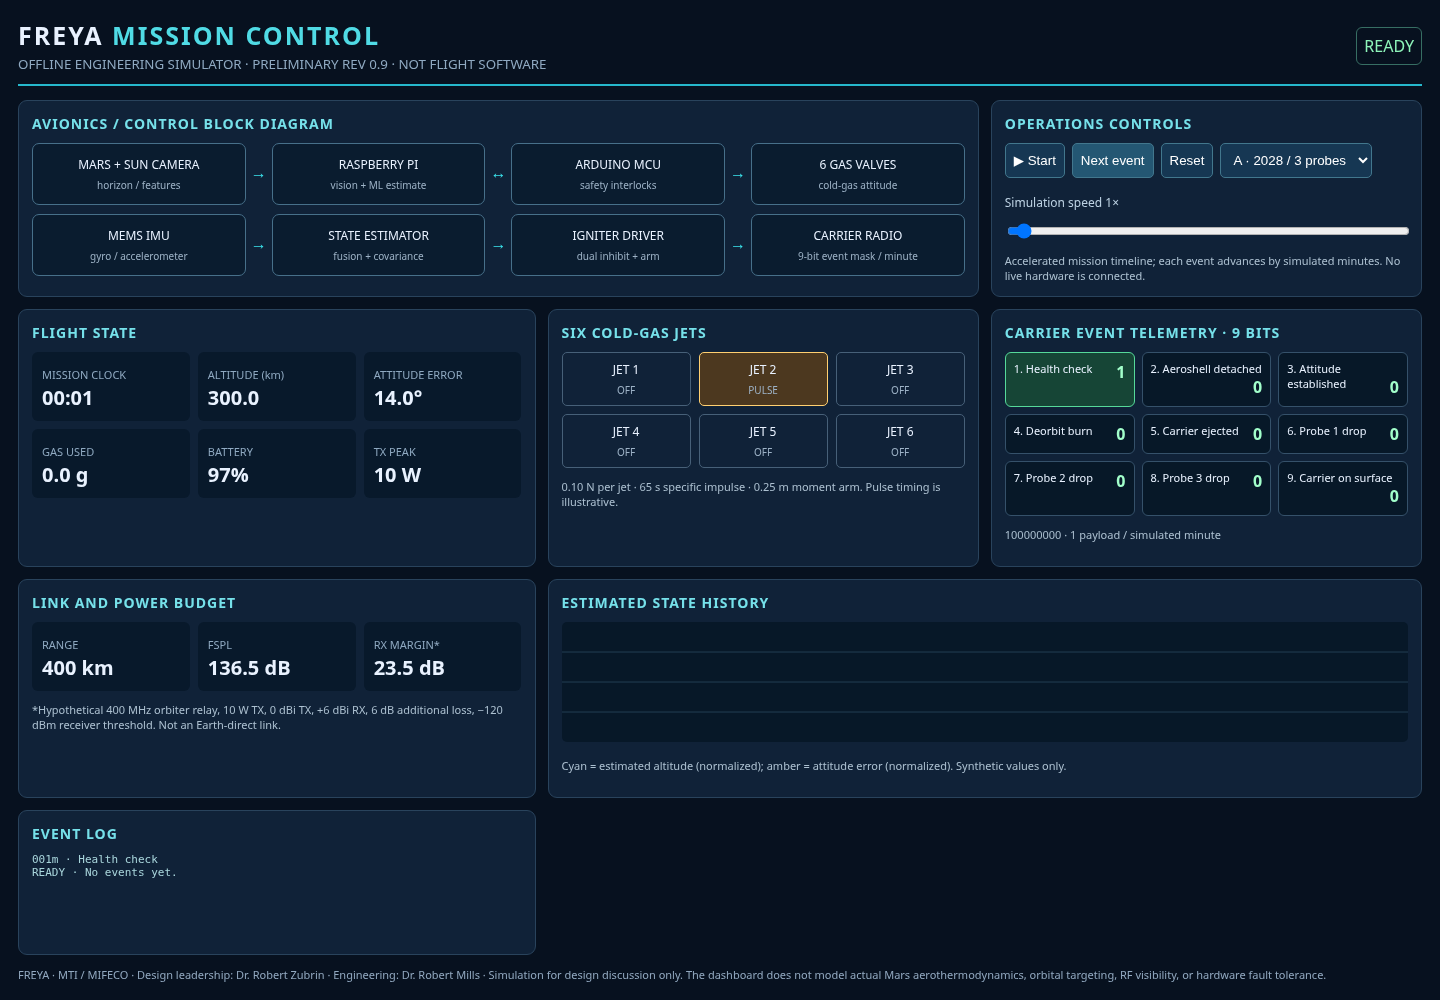 FREYA MISSION CONTROL
OFFLINE ENGINEERING SIMULATOR · PRELIMINARY REV 0.9 · NOT FLIGHT SOFTWARE
READY
AVIONICS / CONTROL BLOCK DIAGRAM
MARS + SUN CAMERA
horizon / features
→
RASPBERRY PI
vision + ML estimate
↔
ARDUINO MCU
safety interlocks
→
6 GAS VALVES
cold-gas attitude
MEMS IMU
gyro / accelerometer
→
STATE ESTIMATOR
fusion + covariance
→
IGNITER DRIVER
dual inhibit + arm
→
CARRIER RADIO
9-bit event mask / minute
OPERATIONS CONTROLS
▶ Start
Next event
Reset
A · 2028 / 3 probes
Simulation speed 1×
Accelerated mission timeline; each event advances by simulated minutes. No
live hardware is connected.
FLIGHT STATE
MISSION CLOCK
00:01
ALTITUDE (km)
300.0
ATTITUDE ERROR
14.0°
GAS USED
0.0 g
BATTERY
97%
TX PEAK
10 W
SIX COLD-GAS JETS
JET 1
OFF
JET 2
PULSE
JET 3
OFF
JET 4
OFF
JET 5
OFF
JET 6
OFF
0.10 N per jet · 65 s specific impulse · 0.25 m moment arm. Pulse timing is
illustrative.
CARRIER EVENT TELEMETRY · 9 BITS
1. Health check 1
2. Aeroshell detached
0
3. Attitude
established 0
4. Deorbit burn 0
5. Carrier ejected 0
6. Probe 1 drop 0
7. Probe 2 drop 0
8. Probe 3 drop 0
9. Carrier on surface
0
100000000 · 1 payload / simulated minute
LINK AND POWER BUDGET
RANGE
400 km
FSPL
136.5 dB
RX MARGIN*
23.5 dB
*Hypothetical 400 MHz orbiter relay, 10 W TX, 0 dBi TX, +6 dBi RX, 6 dB additional loss, −120
dBm receiver threshold. Not an Earth-direct link.
ESTIMATED STATE HISTORY
Cyan = estimated altitude (normalized); amber = attitude error (normalized). Synthetic values only.
EVENT LOG
001m · Health check
READY · No events yet.
FREYA · MTI / MIFECO · Design leadership: Dr. Robert Zubrin · Engineering: Dr. Robert Mills · Simulation for design discussion only. The dashboard does not model actual Mars aerothermodynamics, orbital targeting, RF visibility, or hardware fault tolerance.